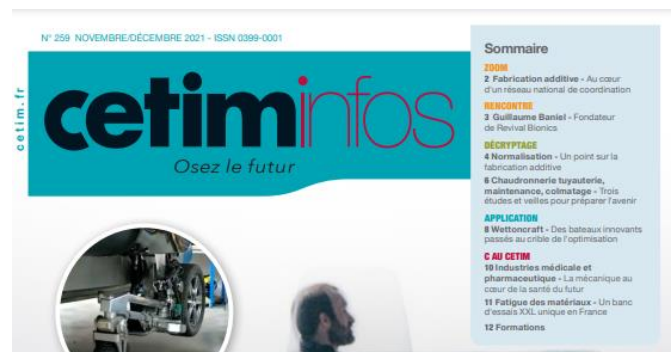 N° 259 NOVEMBRE/DÉCEMBRE 2021 - ISSN 0399-0001
cetim.fr
cetiminfos
Osez le futur
Sommaire
ZOOM
2 Fabrication additive - Au cœur
d'un réseau national de coordination
RENCONTRE
3 Guillaume Baniel - Fondateur
de Revival Bionics
DÉCRYPTAGE
4 Normalisation - Un point sur la
fabrication additive
6 Chaudronnerie tuyauterie,
maintenance, colmatage - Trois
études et veilles pour préparer l'avenir
APPLICATION
8 Wettoncraft - Des bateaux innovants
passés au crible de l'optimisation
C AU CETIM
10 Industries médicale et
pharmaceutique - La mécanique au
cœur de la santé du futur
11 Fatigue des matériaux - Un banc
d'essais XXL unique en France
12 Formations